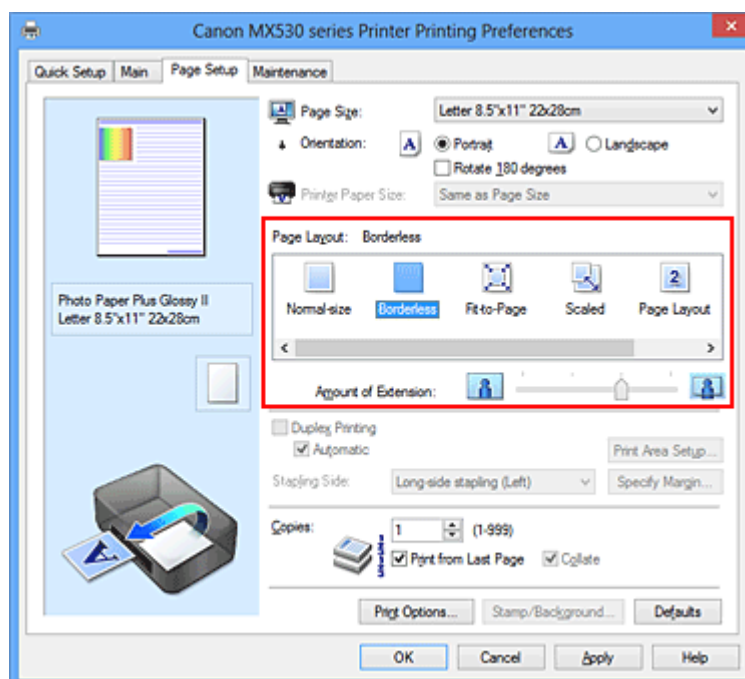 Canon MX530 series Printer Printing Preferences
Quick Setup Main Page Setup Maintenance
Page Size: Letter 8.5"x11" 22x28cm
Orientation: A Portrait A Landscape
Rotate 180 degrees
Printer Paper Size: Same as Page Size
Page Layout: Borderless
2
Normal-size Borderless Fit-to-Page Scaled Page Layout
Photo Paper Plus Glossy II
Letter 8.5"x11" 22x28cm
Amount of Extension:
Duplex Printing
Automatic
Print Area Setup...
Stapling Side: Long-side stapling (Left) Specify Margin...
A
Copies: 1 (1-999)
Print from Last Page Collate
Print Options... Stamp/Background... Defaults
OK Cancel Apply Help